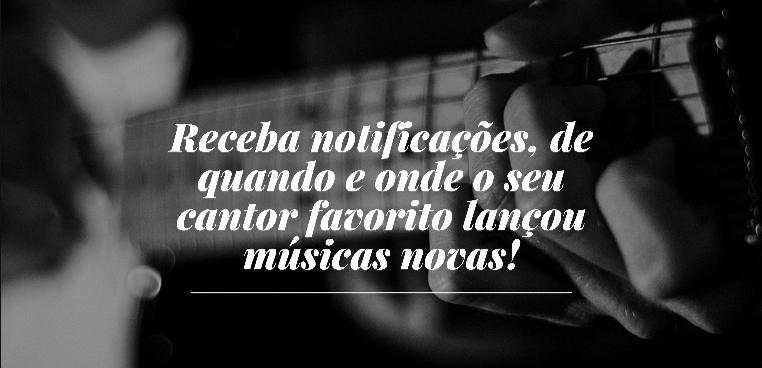 Receba notificações, de
quando e onde o seu
cantor favorito lançou
músicas novas!